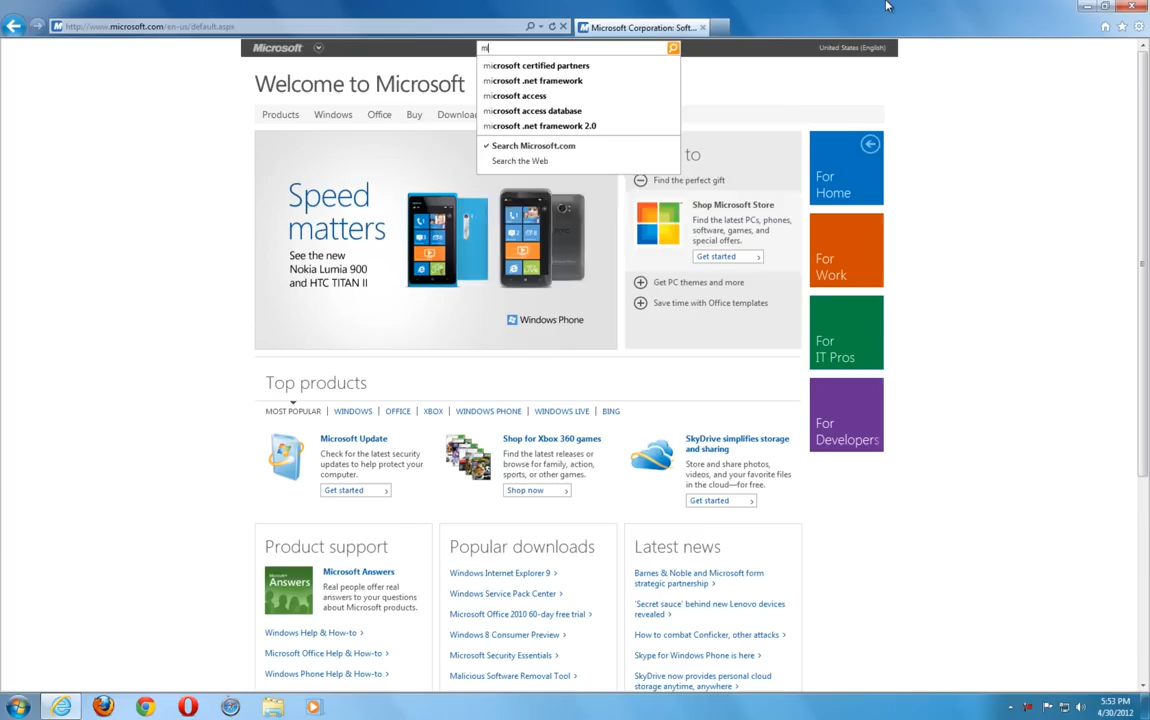 http://www.microsoft.com/en-us/default.aspx
Microsoft Corporation: Soft...
Microsoft
mi
United States (English)
microsoft certified partners
microsoft .net framework
microsoft access
microsoft access database
microsoft .net framework 2.0
Search Microsoft.com
Search the Web
Welcome to Microsoft
Products
Windows
Office
Buy
Downloa
to
Speed
matters
See the new
Nokia Lumia 900
and HTC TITAN II
Windows Phone
Find the perfect gift
Shop Microsoft Store
Find the latest PCs, phones,
software, games, and
special offers.
Get started
Get PC themes and more
Save time with Office templates
For
Home
For
Work
For
IT Pros
For
Developers
Top products
MOST POPULAR | WINDOWS | OFFICE | XBOX | WINDOWS PHONE | WINDOWS LIVE | BING
Microsoft Update
Check for the latest security
updates to help protect your
computer.
Get started
Shop for Xbox 360 games
Find the latest releases or
browse for family, action,
sports, or other games.
Shop now
SkyDrive simplifies storage
and sharing
Store and share photos,
videos, and your favorite files
in the cloud—for free.
Get started
Product support
Answers
Microsoft Answers
Real people offer real
answers to your questions
about Microsoft products.
Windows Help & How-to
Microsoft Office Help & How-to
Windows Phone Help & How-to
Popular downloads
Windows Internet Explorer 9
Windows Service Pack Center
Microsoft Office 2010 60-day free trial
Windows 8 Consumer Preview
Microsoft Security Essentials
Malicious Software Removal Tool
Latest news
Barnes & Noble and Microsoft form
strategic partnership
'Secret sauce' behind new Lenovo devices
revealed
How to combat Conficker, other attacks
Skype for Windows Phone is here
SkyDrive now provides personal cloud
storage anytime, anywhere
5:53 PM
4/30/2012